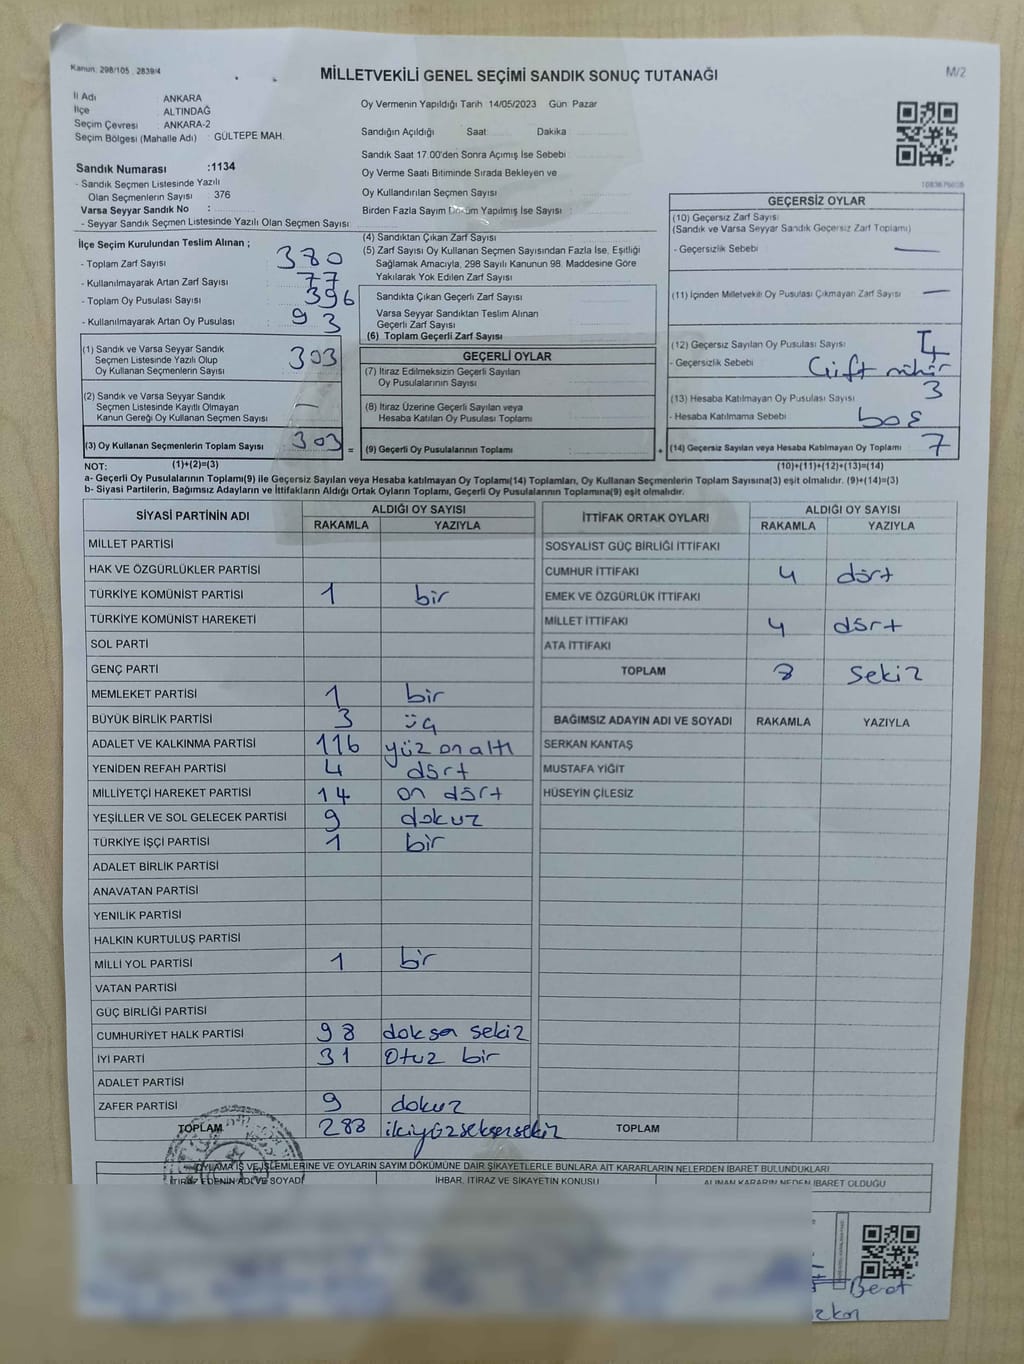 Kanun: 298/105 , 2839/4
MİLLETVEKİLİ GENEL SEÇİMİ SANDIK SONUÇ TUTANAĞI
M/2
İl Adı : ANKARA
İlçe : ALTINDAĞ
Seçim Çevresi : ANKARA-2
Seçim Bölgesi (Mahalle Adı) : GÜLTEPE MAH.
Sandık Numarası :1134
- Sandık Seçmen Listesinde Yazılı
Olan Seçmenlerin Sayısı : 376
Varsa Seyyar Sandık No :
- Seyyar Sandık Seçmen Listesinde Yazılı Olan Seçmen Sayısı:
Oy Vermenin Yapıldığı Tarih 14/05/2023 Gün: Pazar
Sandığın Açıldığı Saat Dakika
Sandık Saat 17:00'den Sonra Açımış İse Sebebi
Oy Verme Saati Bitiminde Sırada Bekleyen ve
Oy Kullandırılan Seçmen Sayısı
Birden Fazla Sayım Döküm Yapılmış İse Sayısı :
İlçe Seçim Kurulundan Teslim Alınan ;
- Toplam Zarf Sayısı 380
- Kullanılmayarak Artan Zarf Sayısı : 77
- Toplam Oy Pusulası Sayısı : 396
- Kullanılmayarak Artan Oy Pusulası : 93
(1) Sandık ve Varsa Seyyar Sandık
Seçmen Listesinde Yazılı Olup
Oy Kullanan Seçmenlerin Sayısı 303
(2) Sandık ve Varsa Seyyar Sandık
Seçmen Listesinde Kayıtlı Olmayan
Kanun Gereği Oy Kullanan Seçmen Sayısı —
(3) Oy Kullanan Seçmenlerin Toplam Sayısı 303 =
(4) Sandıktan Çıkan Zarf Sayısı
(5) Zarf Sayısı Oy Kullanan Seçmen Sayısından Fazla İse, Eşitliği
Sağlamak Amacıyla, 298 Sayılı Kanunun 98. Maddesine Göre
Yakılarak Yok Edilen Zarf Sayısı
Sandıkta Çıkan Geçerli Zarf Sayısı
Varsa Seyyar Sandıktan Teslim Alınan
Geçerli Zarf Sayısı
(6) Toplam Geçerli Zarf Sayısı
GEÇERLİ OYLAR
(7) İtiraz Edilmeksizin Geçerli Sayılan
Oy Pusulalarının Sayısı
(8) İtiraz Üzerine Geçerli Sayılan veya
Hesaba Katılan Oy Pusulaları Toplamı
(9) Geçerli Oy Pusulalarının Toplamı +
1083676608
GEÇERSİZ OYLAR
(10) Geçersiz Zarf Sayısı
(Sandık ve Varsa Seyyar Sandık Geçersiz Zarf Toplamı)
- Geçersizlik Sebebi —
(11) İçinden Milletvekili Oy Pusulası Çıkmayan Zarf Sayısı —
(12) Geçersiz Sayılan Oy Pusulası Sayısı
- Geçersizlik Sebebi : Çift mühür
(13) Hesaba Katılmayan Oy Pusulası Sayısı 3
- Hesaba Katılmama Sebebi boş
(14) Geçersiz Sayılan veya Hesaba Katılmayan Oy Toplamı 7
NOT: (1)+(2)=(3) (10)+(11)+(12)+(13)=(14)
a- Geçerli Oy Pusulalarının Toplamı(9) ile Geçersiz Sayılan veya Hesaba katılmayan Oy Toplamı(14) Toplamları, Oy Kullanan Seçmenlerin Toplam Sayısına(3) eşit olmalıdır. (9)+(14)=(3)
b- Siyasi Partilerin, Bağımsız Adayların ve İttifakların Aldığı Ortak Oyların Toplamı, Geçerli Oy Pusulalarının Toplamına(9) eşit olmalıdır.
SİYASİ PARTİNİN ADI ALDIĞI OY SAYISI
RAKAMLA YAZIYLA
MİLLET PARTİSİ
HAK VE ÖZGÜRLÜKLER PARTİSİ
TÜRKİYE KOMÜNİST PARTİSİ 1 bir
TÜRKİYE KOMÜNİST HAREKETİ
SOL PARTİ
GENÇ PARTİ
MEMLEKET PARTİSİ 1 bir
BÜYÜK BİRLİK PARTİSİ 3 üç
ADALET VE KALKINMA PARTİSİ 116 yüz on altı
YENİDEN REFAH PARTİSİ 4 dört
MİLLİYETÇİ HAREKET PARTİSİ 14 on dört
YEŞİLLER VE SOL GELECEK PARTİSİ 9 dokuz
TÜRKİYE İŞÇİ PARTİSİ 1 bir
ADALET BİRLİK PARTİSİ
ANAVATAN PARTİSİ
YENİLİK PARTİSİ
HALKIN KURTULUŞ PARTİSİ
MİLLİ YOL PARTİSİ 1 bir
VATAN PARTİSİ
GÜÇ BİRLİĞİ PARTİSİ
CUMHURİYET HALK PARTİSİ 98 doksan sekiz
İYİ PARTİ 31 Otuz bir
ADALET PARTİSİ
ZAFER PARTİSİ 9 dokuz
TOPLAM 288 ikiyüzseksensekiz
İTTİFAK ORTAK OYLARI ALDIĞI OY SAYISI
RAKAMLA YAZIYLA
SOSYALİST GÜÇ BİRLİĞİ İTTİFAKI
CUMHUR İTTİFAKI 4 dört
EMEK VE ÖZGÜRLÜK İTTİFAKI
MİLLET İTTİFAKI 4 dört
ATA İTTİFAKI
TOPLAM 8 sekiz
BAĞIMSIZ ADAYIN ADI VE SOYADI RAKAMLA YAZIYLA
SERKAN KANTAŞ
MUSTAFA YİĞİT
HÜSEYİN ÇİLESİZ
TOPLAM
OYLAMA İŞ VE İŞLEMLERİNE VE OYLARIN SAYIM DÖKÜMÜNE DAİR ŞİKAYETLERLE BUNLARA AİT KARARLARIN NELERDEN İBARET BULUNDUKLARI
İTİRAZ EDENİN ADI VE SOYADI İHBAR, İTİRAZ VE ŞİKAYETİN KONUSU ALINAN KARARIN NEDEN İBARET OLDUĞU